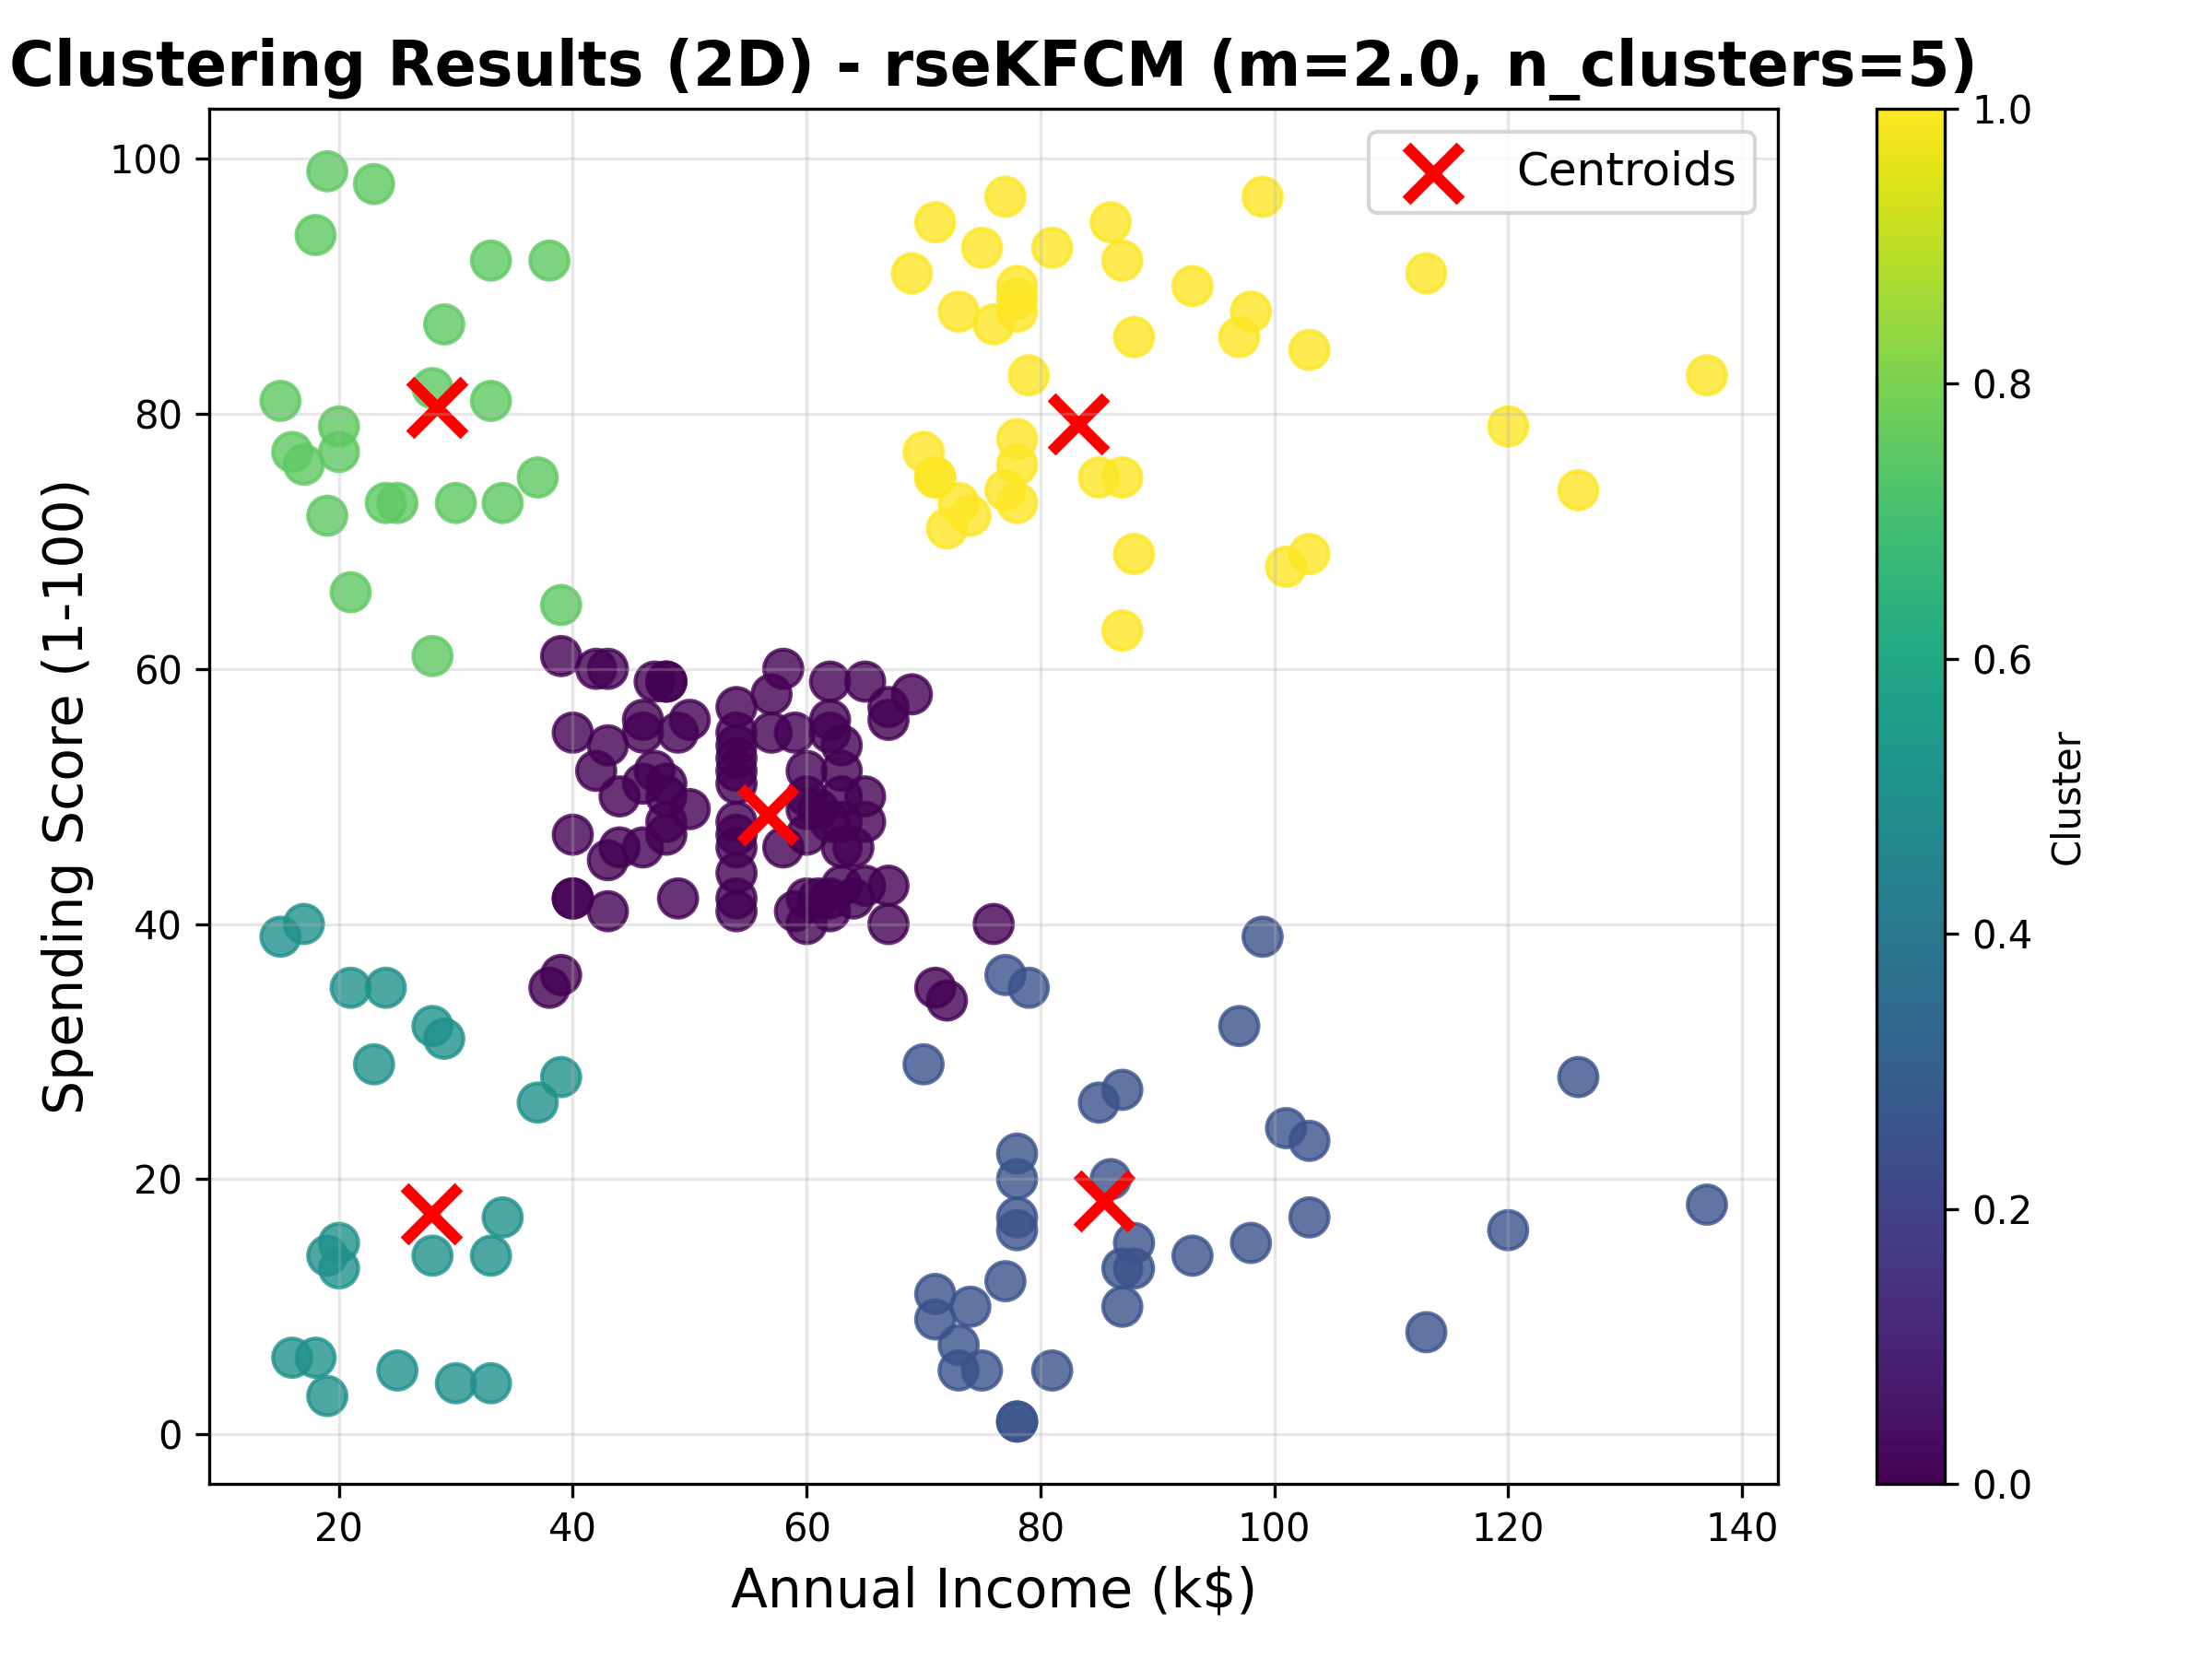 Clustering Results (2D) - rseKFCM (m=2.0, n_clusters=5)
Centroids
Spending Score (1-100)
100
80
60
40
20
0
20 40 60 80 100 120 140
Annual Income (k$)
1.0
0.8
0.6
0.4
0.2
0.0
Cluster